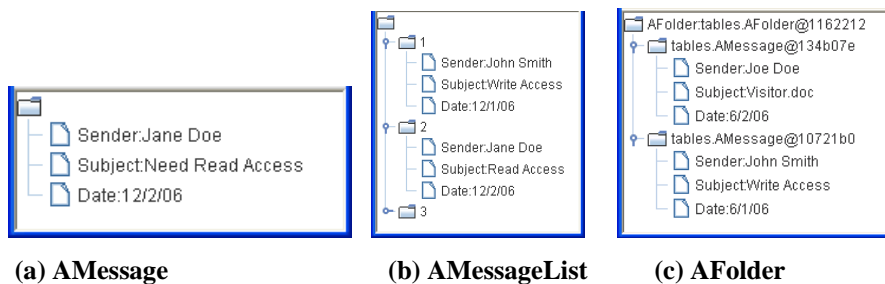 Sender:Jane Doe
Subject:Need Read Access
Date:12/2/06
(a) AMessage
1
Sender:John Smith
Subject:Write Access
Date:12/1/06
2
Sender:Jane Doe
Subject:Read Access
Date:12/2/06
3
(b) AMessageList
AFolder:tables.AFolder@1162212
tables.AMessage@134b07e
Sender:Joe Doe
Subject:Visitor.doc
Date:6/2/06
tables.AMessage@10721b0
Sender:John Smith
Subject:Write Access
Date:6/1/06
(c) AFolder